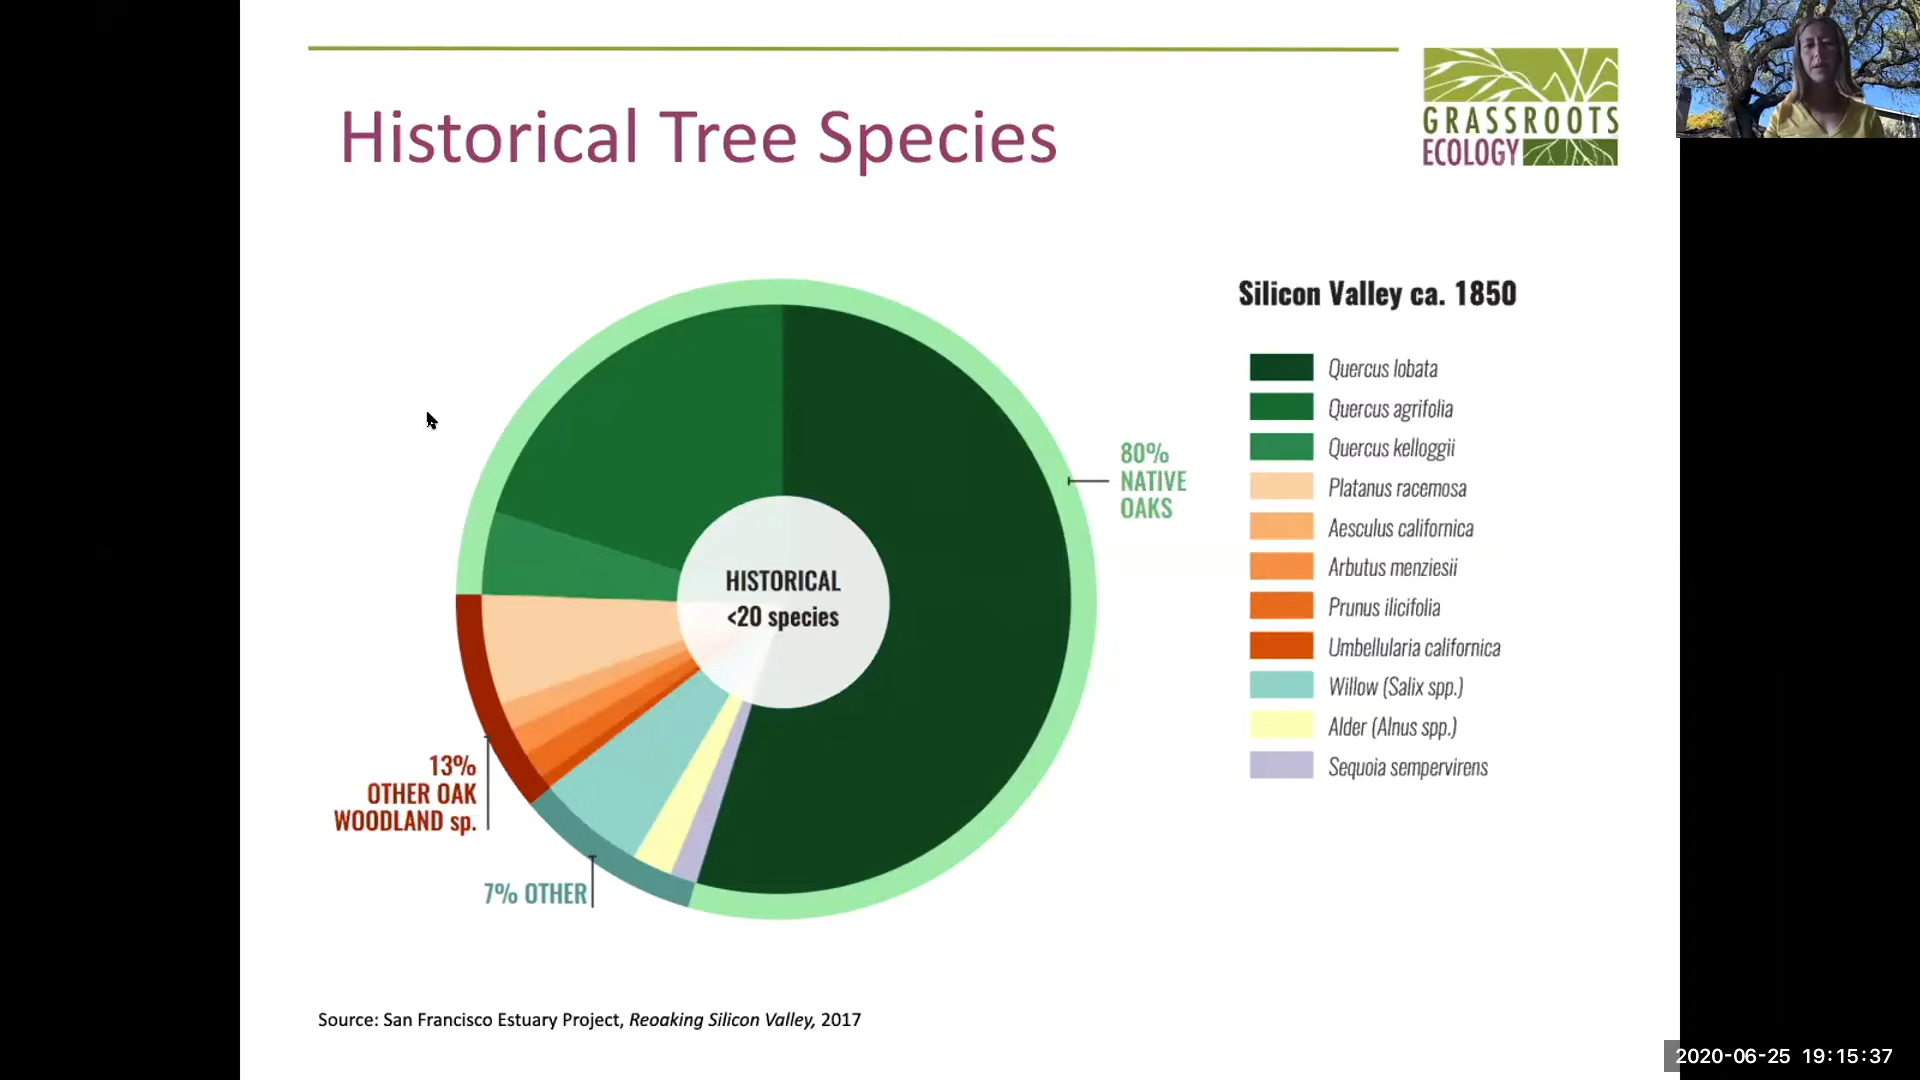 Historical Tree Species
GRASSROOTS
ECOLOGY
Silicon Valley ca. 1850
Quercus lobata
Quercus agrifolia
Quercus kelloggii
Platanus racemosa
Aesculus californica
Arbutus menziesii
Prunus ilicifolia
Umbellularia californica
Willow (Salix spp.)
Alder (Alnus spp.)
Sequoia sempervirens
80%
NATIVE
OAKS
HISTORICAL
<20 species
13%
OTHER OAK
WOODLAND sp.
7% OTHER
Source: San Francisco Estuary Project, Reoaking Silicon Valley, 2017
2020-06-25 19:15:37